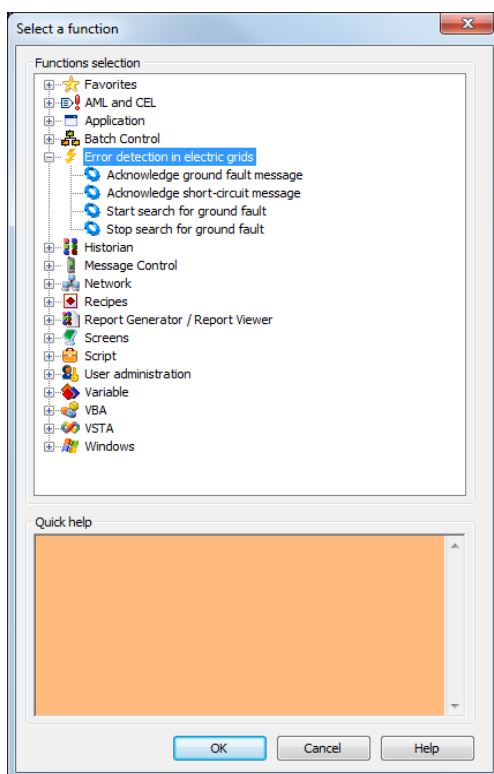 Select a function
Functions selection
Favorites
AML and CEL
Application
Batch Control
Error detection in electric grids
Acknowledge ground fault message
Acknowledge short-circuit message
Start search for ground fault
Stop search for ground fault
Historian
Message Control
Network
Recipes
Report Generator / Report Viewer
Screens
Script
User administration
Variable
VBA
VSTA
Windows
Quick help
OK Cancel Help